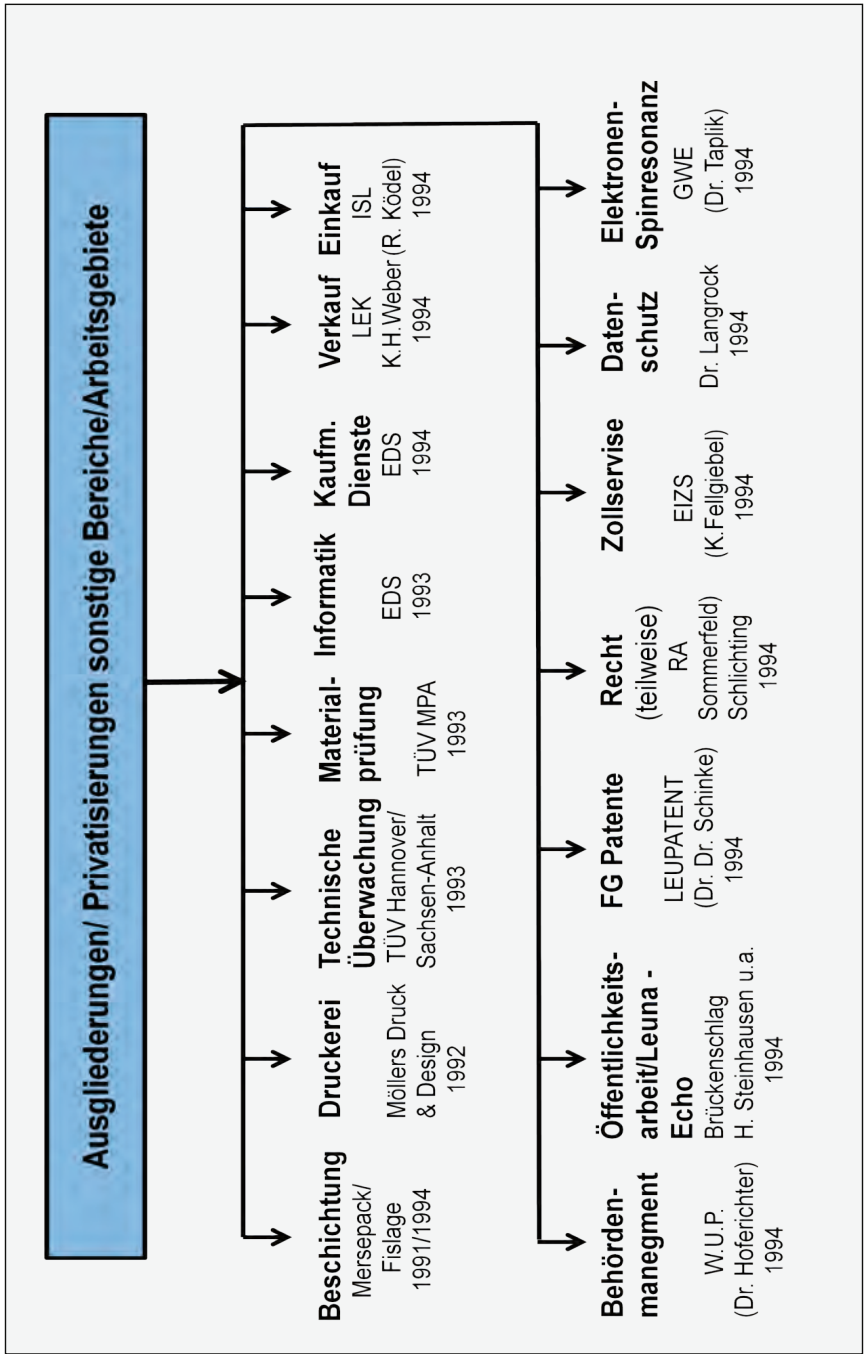 Ausgliederungen/ Privatisierungen sonstige Bereiche/Arbeitsgebiete
Beschichtung
Mersepack/
Fislage
1991/1994
Druckerei
Möllers Druck
& Design
1992
Technische
Überwachung
TÜV Hannover/
Sachsen-Anhalt
1993
Material-
prüfung
TÜV MPA
1993
Informatik
EDS
1993
Kaufm.
Dienste
EDS
1994
Verkauf
LEK
K.H.Weber
1994
Einkauf
ISL
(R. Ködel)
1994
Behörden-
manegment
W.U.P.
(Dr. Hoferichter)
1994
Öffentlichkeits-
arbeit/Leuna -
Echo
Brückenschlag
H. Steinhausen u.a.
1994
FG Patente
LEUPATENT
(Dr. Dr. Schinke)
1994
Recht
(teilweise)
RA
Sommerfeld)
Schlichting
1994
Zollservise
EIZS
(K.Fellgiebel)
1994
Daten-
schutz
Dr. Langrock
1994
Elektronen-
Spinresonanz
GWE
(Dr. Taplik)
1994